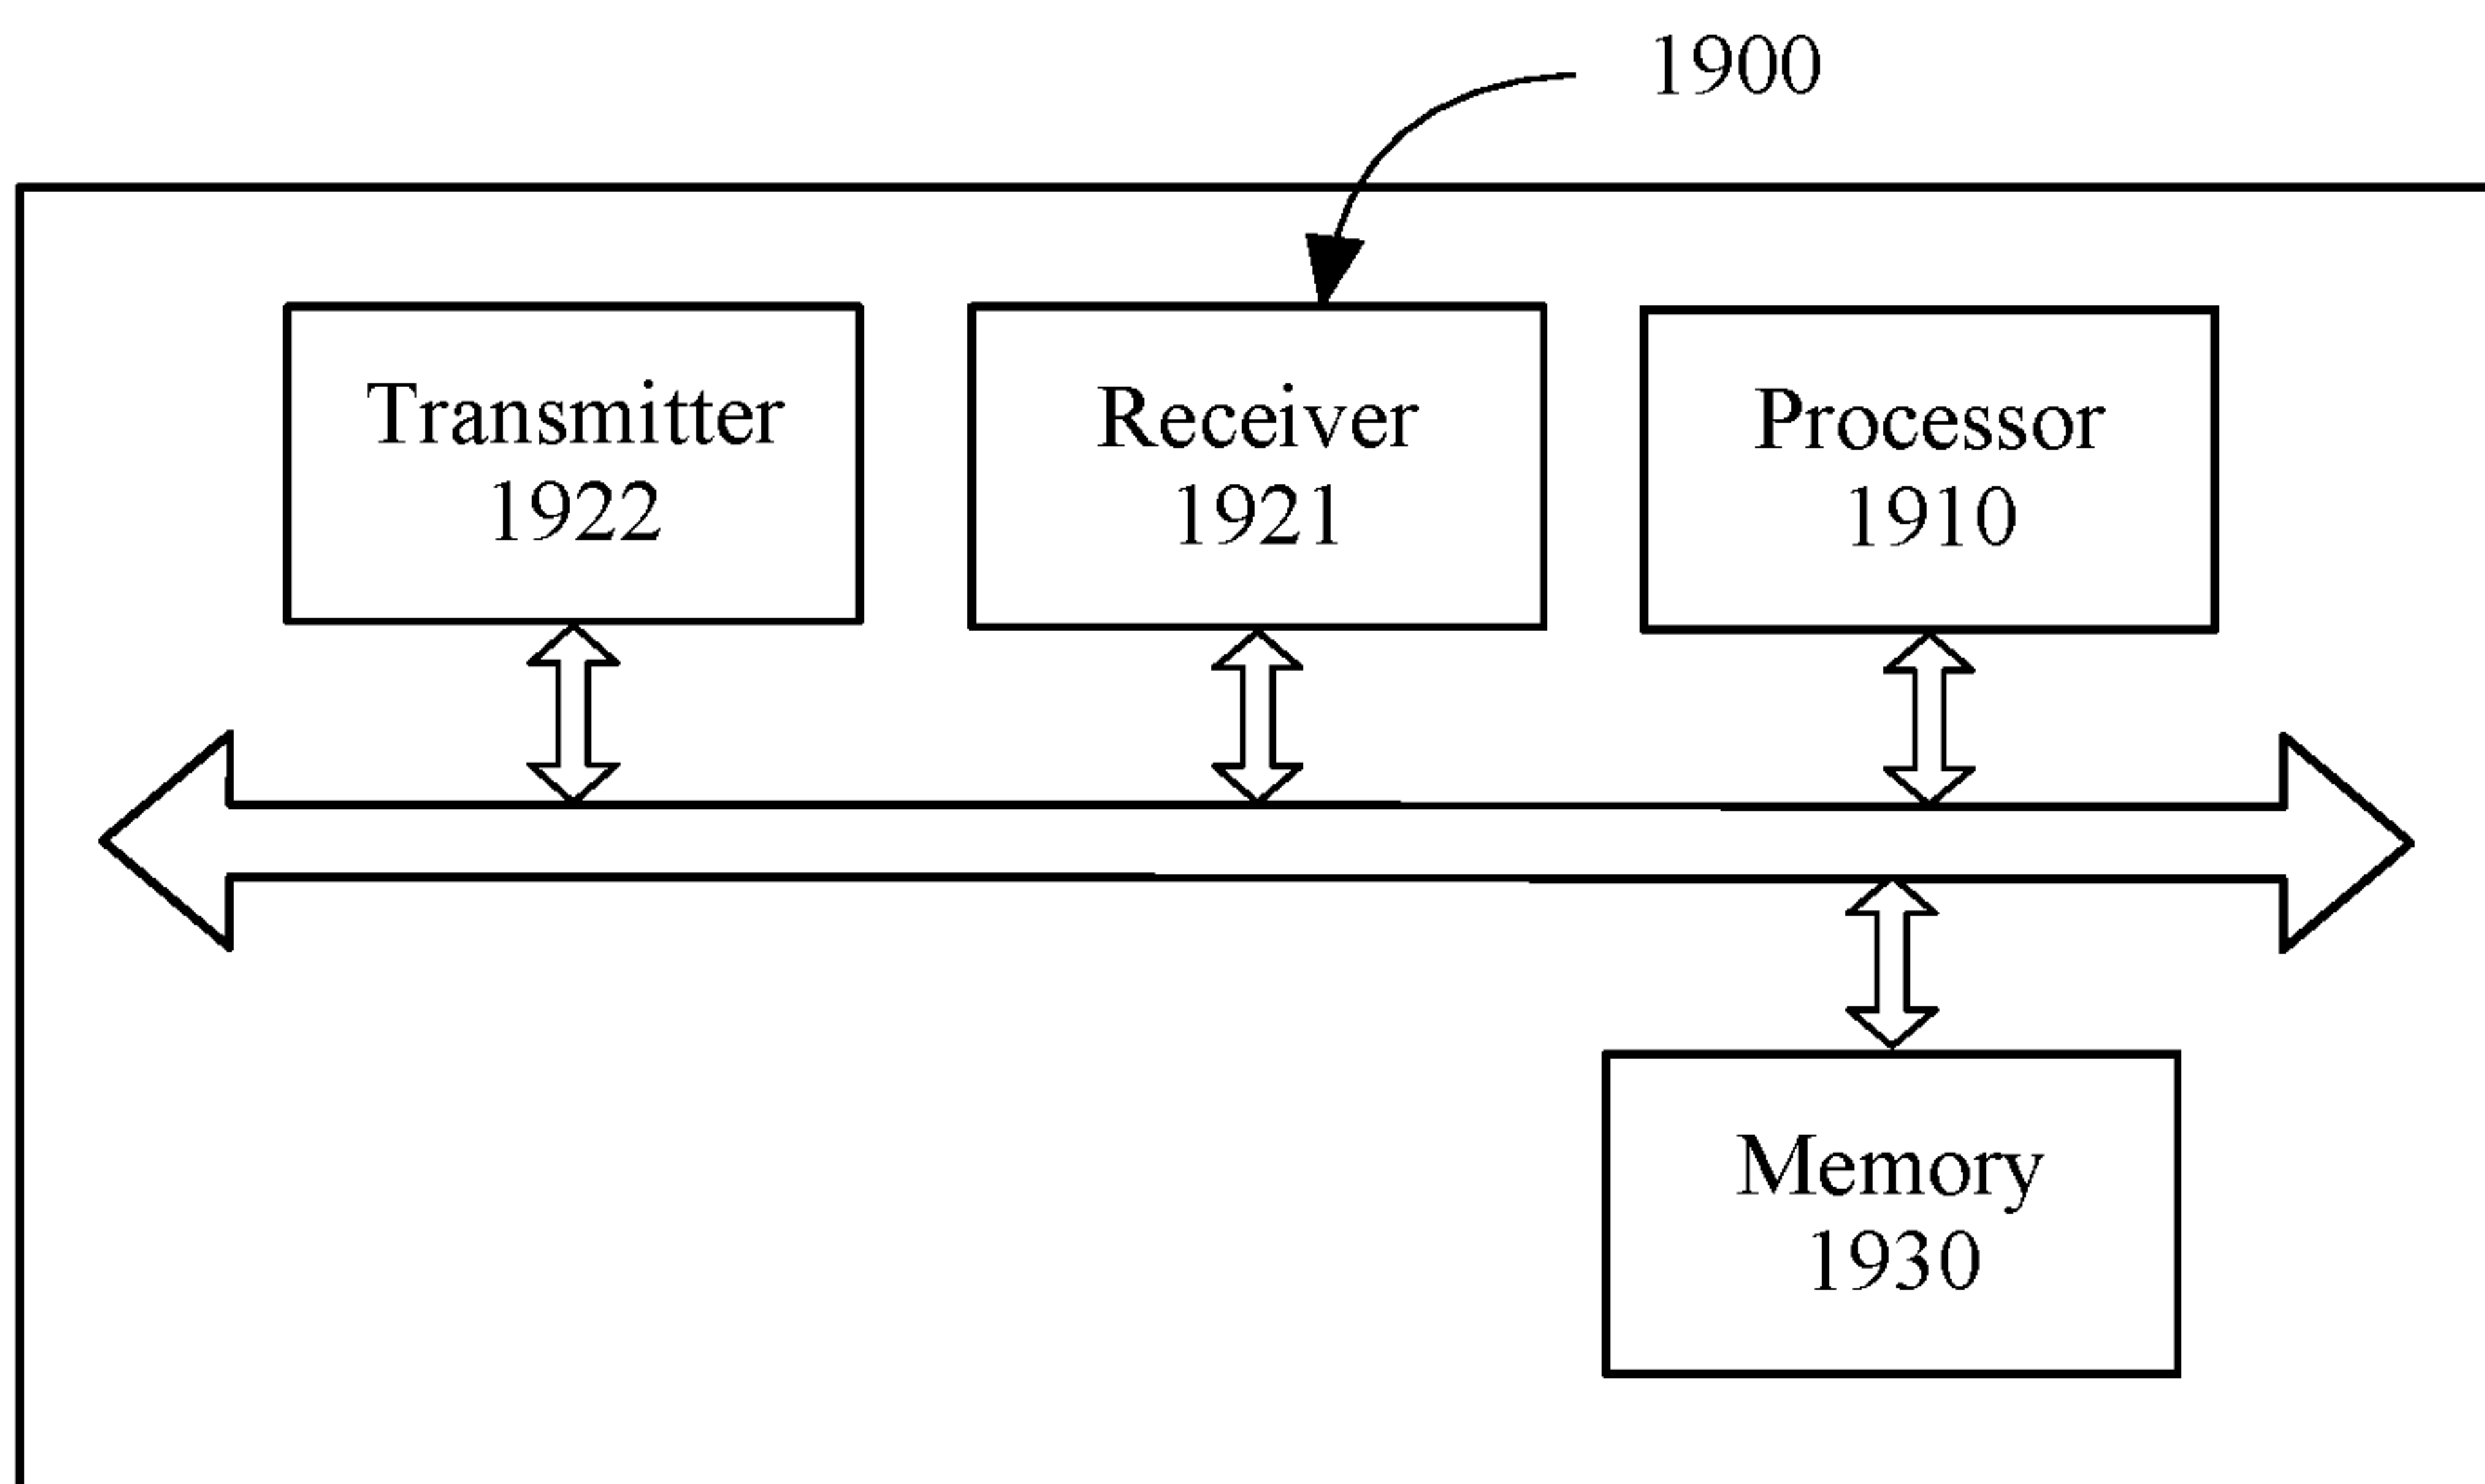 1900
Transmitter
1922
Receiver
1921
Processor
1910
Memory
1930